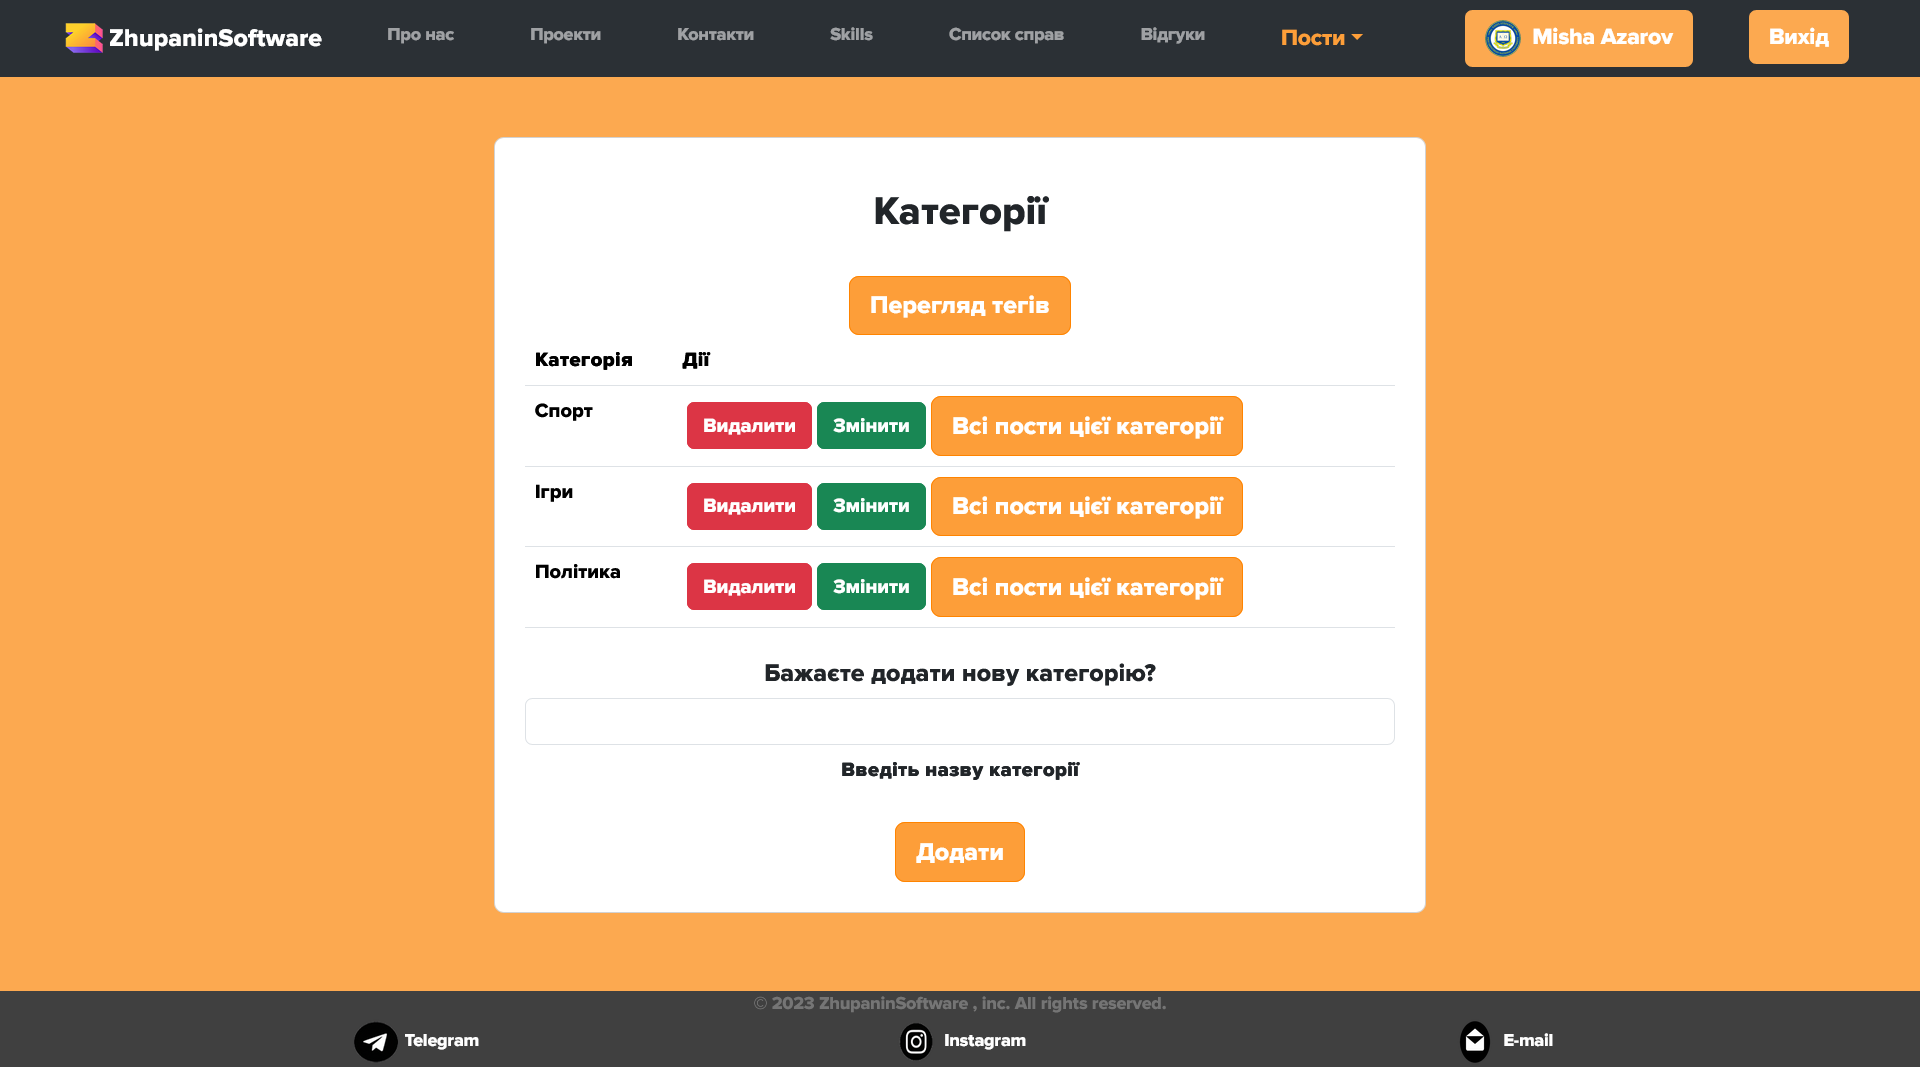 ZhupaninSoftware
Про нас
Проекти
Контакти
Skills
Список справ
Відгуки
Пости
Misha Azarov
Вихід
Категорії
Перегляд тегів
Категорія Дії
Спорт Видалити Змінити Всі пости цієї категорії
Ігри Видалити Змінити Всі пости цієї категорії
Політика Видалити Змінити Всі пости цієї категорії
Бажаєте додати нову категорію?
Введіть назву категорії
Додати
© 2023 ZhupaninSoftware , inc. All rights reserved.
Telegram
Instagram
E-mail